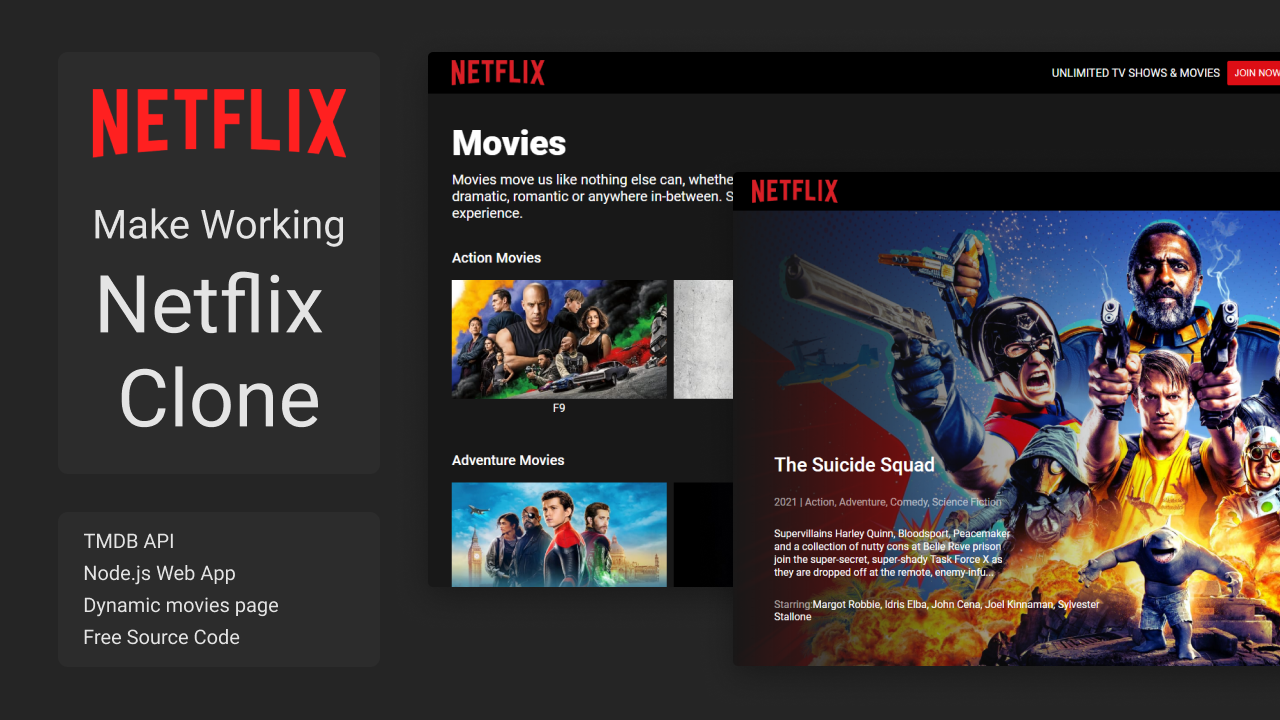 NETFLIX
Make Working
Netflix
Clone
TMDB API
Node.js Web App
Dynamic movies page
Free Source Code
NETFLIX
UNLIMITED TV SHOWS & MOVIES
JOIN NOW
Movies
Movies move us like nothing else can, whethe
dramatic, romantic or anywhere in-between. S
experience.
Action Movies
F9
Adventure Movies
NETFLIX
The Suicide Squad
2021 | Action, Adventure, Comedy, Science Fiction
Supervillains Harley Quinn, Bloodsport, Peacemaker
and a collection of nutty cons at Belle Reve prison
join the super-secret, super-shady Task Force X as
they are dropped off at the remote, enemy-infu...
Starring:Margot Robbie, Idris Elba, John Cena, Joel Kinnaman, Sylvester
Stallone